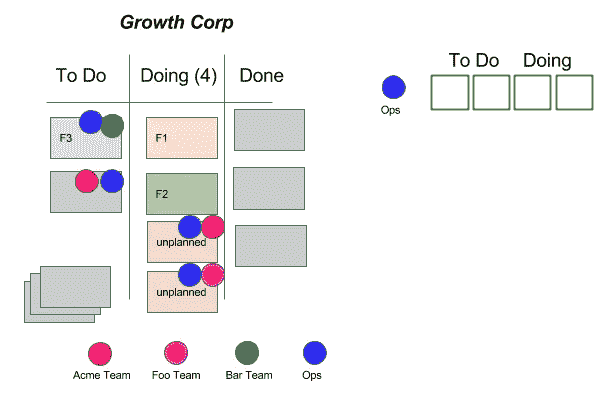 Growth Corp
To Do Doing (4) Done
To Do Doing
Ops
F3
F1
F2
unplanned
unplanned
Acme Team Foo Team Bar Team Ops